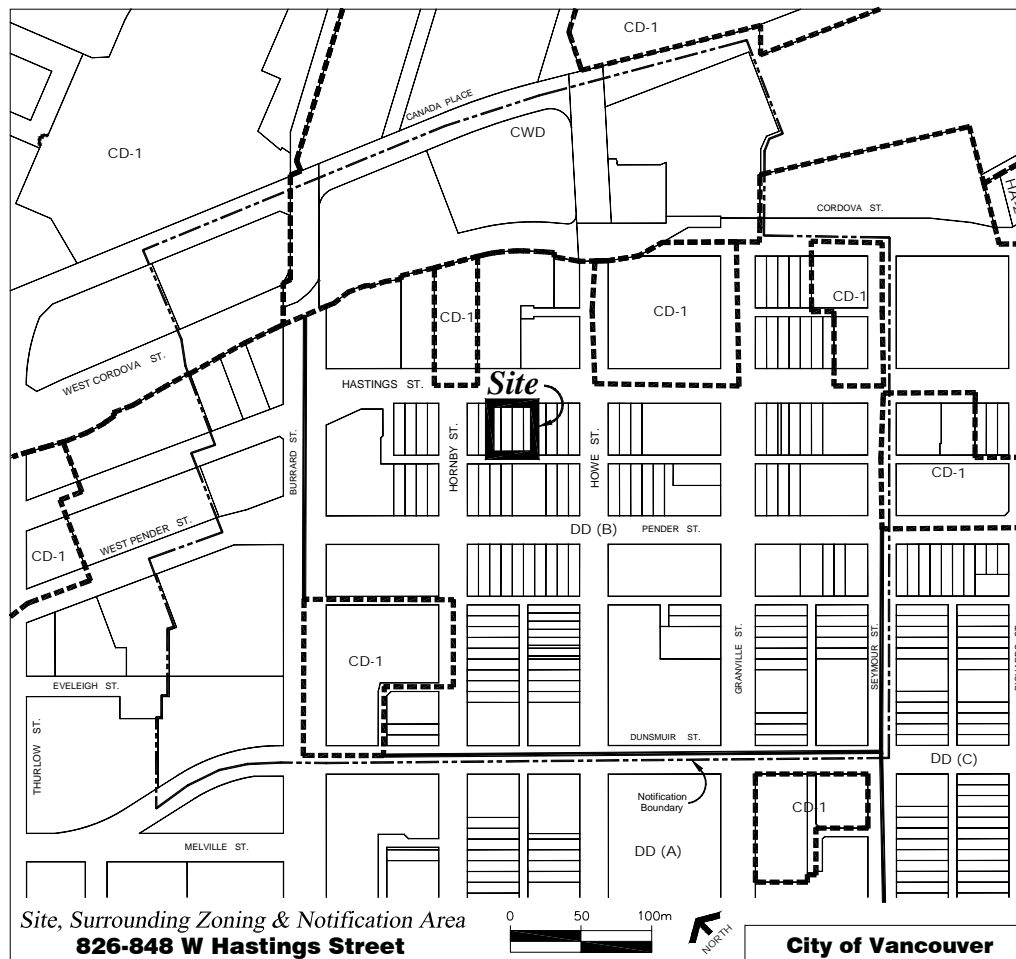 CD-1
CANADA PLACE
CWD
CD-1
HA-2
CORDOVA ST.
CD-1
CD-1
CD-1
WEST CORDOVA ST.
HASTINGS ST.
Site
BURRARD ST.
HORNBY ST.
HOWE ST.
CD-1
DD (B)
PENDER ST.
WEST PENDER ST.
CD-1
CD-1
GRANVILLE ST.
SEYMOUR ST.
EVELEIGH ST.
THURLOW ST.
DUNSMUIR ST.
DD (C)
Notification
Boundary
CD-1
DD (A)
MELVILLE ST.
Site, Surrounding Zoning & Notification Area
826-848 W Hastings Street
0 50 100m
NORTH
City of Vancouver